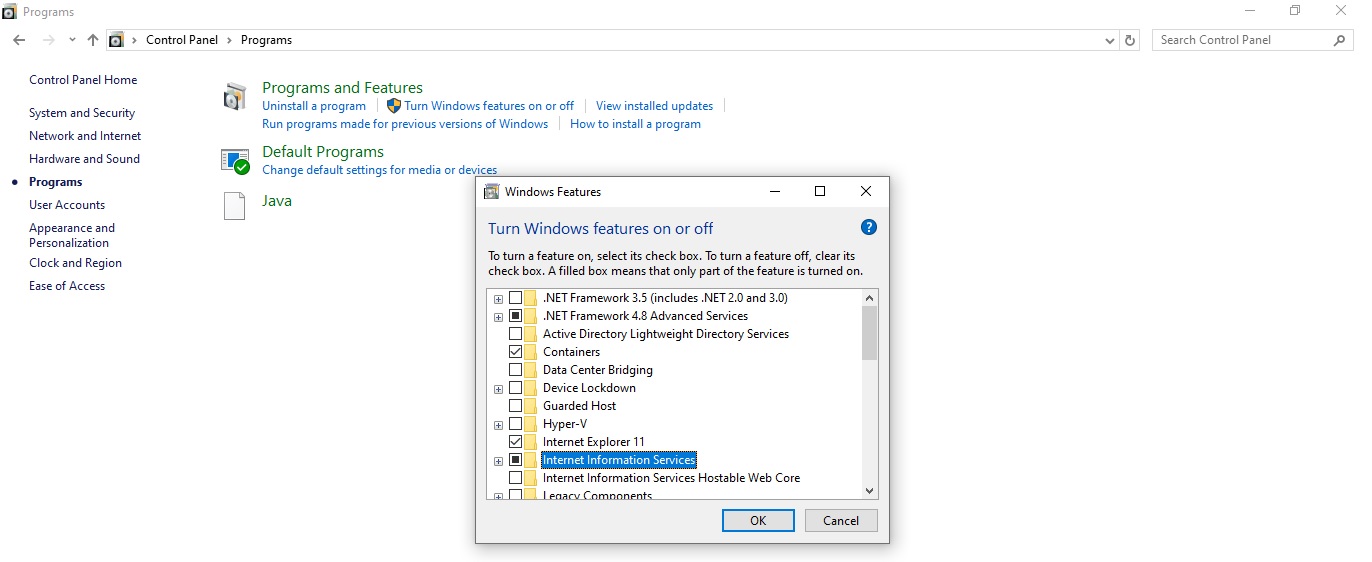 Programs
Control Panel > Programs
Search Control Panel
Control Panel Home
System and Security
Network and Internet
Hardware and Sound
Programs
User Accounts
Appearance and
Personalization
Clock and Region
Ease of Access
Programs and Features
Uninstall a program Turn Windows features on or off View installed updates
Run programs made for previous versions of Windows How to install a program
Default Programs
Change default settings for media or devices
Java
Windows Features
Turn Windows features on or off
?
To turn a feature on, select its check box. To turn a feature off, clear its
check box. A filled box means that only part of the feature is turned on.
.NET Framework 3.5 (includes .NET 2.0 and 3.0)
.NET Framework 4.8 Advanced Services
Active Directory Lightweight Directory Services
Containers
Data Center Bridging
Device Lockdown
Guarded Host
Hyper-V
Internet Explorer 11
Internet Information Services
Internet Information Services Hostable Web Core
Legacy Components
OK Cancel